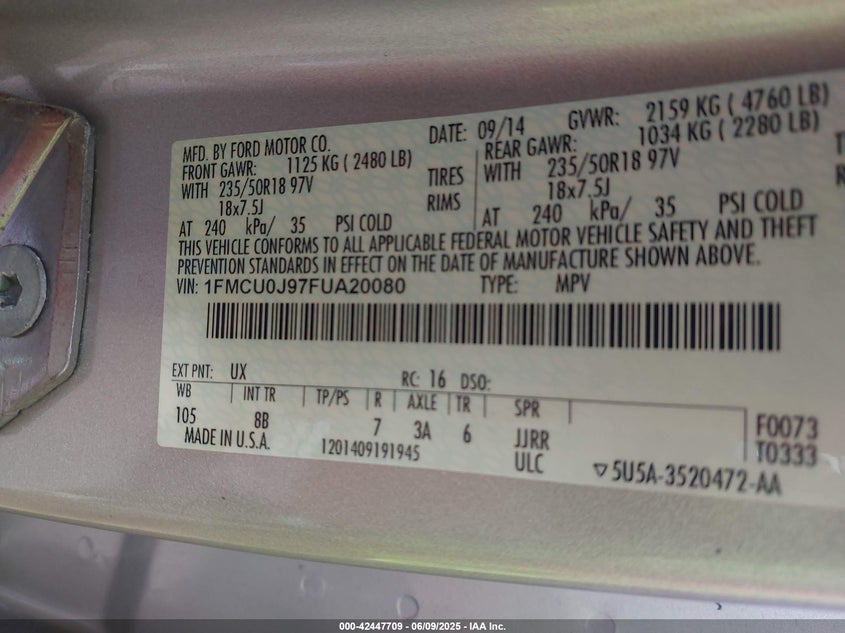 MFD. BY FORD MOTOR CO.
DATE: 09/14
GVWR: 2159 KG ( 4760 LB)
FRONT GAWR: 1125 KG ( 2480 LB)
REAR GAWR: 1034 KG ( 2280 LB)
WITH 235/50R18 97V TIRES
WITH 235/50R18 97V
18x7.5J RIMS
18x7.5J
AT 240 kPa/ 35 PSI COLD
AT 240 kPa/ 35 PSI COLD
THIS VEHICLE CONFORMS TO ALL APPLICABLE FEDERAL MOTOR VEHICLE SAFETY AND THEFT
PREVENTION STANDARDS IN EFFECT ON THE DATE OF MANUFACTURE SHOWN ABOVE.
VIN: 1FMCU0J97FUA20080 TYPE: MPV
EXT PNT: UX RC: 16 DSO:
WB INT TR TP/PS R AXLE TR SPR
105 8B 7 3A 6 JJRR F0073
MADE IN U.S.A. 1201409191945 ULC T0333
▽5U5A-3520472-AA
000-42447709 - 06/09/2025 - IAA Inc.